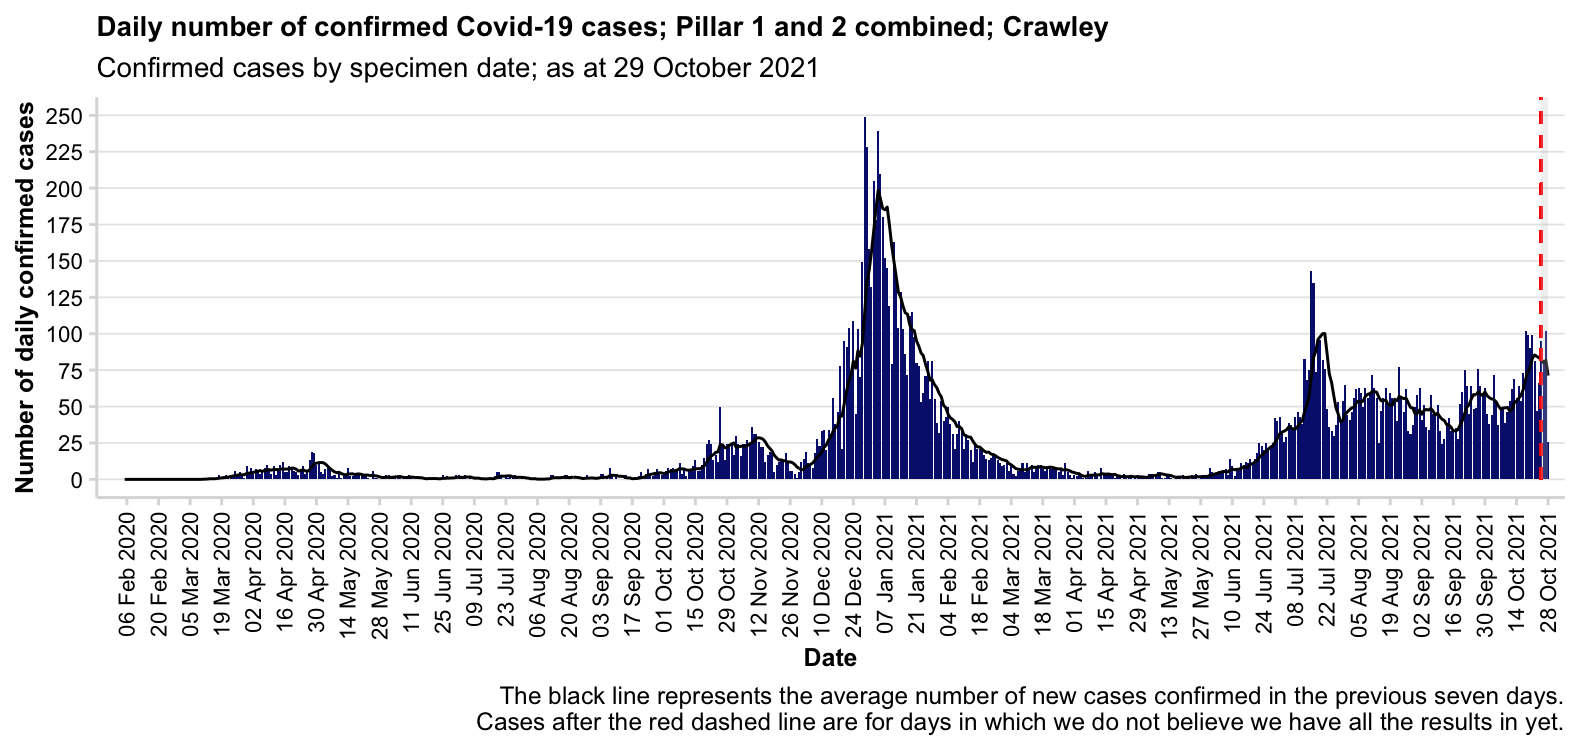 Daily number of confirmed Covid-19 cases; Pillar 1 and 2 combined; Crawley
Confirmed cases by specimen date; as at 29 October 2021
Number of daily confirmed cases
250
225
200
175
150
125
100
75
50
25
0
06 Feb 2020
20 Feb 2020
05 Mar 2020
19 Mar 2020
02 Apr 2020
16 Apr 2020
30 Apr 2020
14 May 2020
28 May 2020
11 Jun 2020
25 Jun 2020
09 Jul 2020
23 Jul 2020
06 Aug 2020
20 Aug 2020
03 Sep 2020
17 Sep 2020
01 Oct 2020
15 Oct 2020
29 Oct 2020
12 Nov 2020
26 Nov 2020
10 Dec 2020
24 Dec 2020
07 Jan 2021
21 Jan 2021
04 Feb 2021
18 Feb 2021
04 Mar 2021
18 Mar 2021
01 Apr 2021
15 Apr 2021
29 Apr 2021
13 May 2021
27 May 2021
10 Jun 2021
24 Jun 2021
08 Jul 2021
22 Jul 2021
05 Aug 2021
19 Aug 2021
02 Sep 2021
16 Sep 2021
30 Sep 2021
14 Oct 2021
28 Oct 2021
Date
The black line represents the average number of new cases confirmed in the previous seven days.
Cases after the red dashed line are for days in which we do not believe we have all the results in yet.